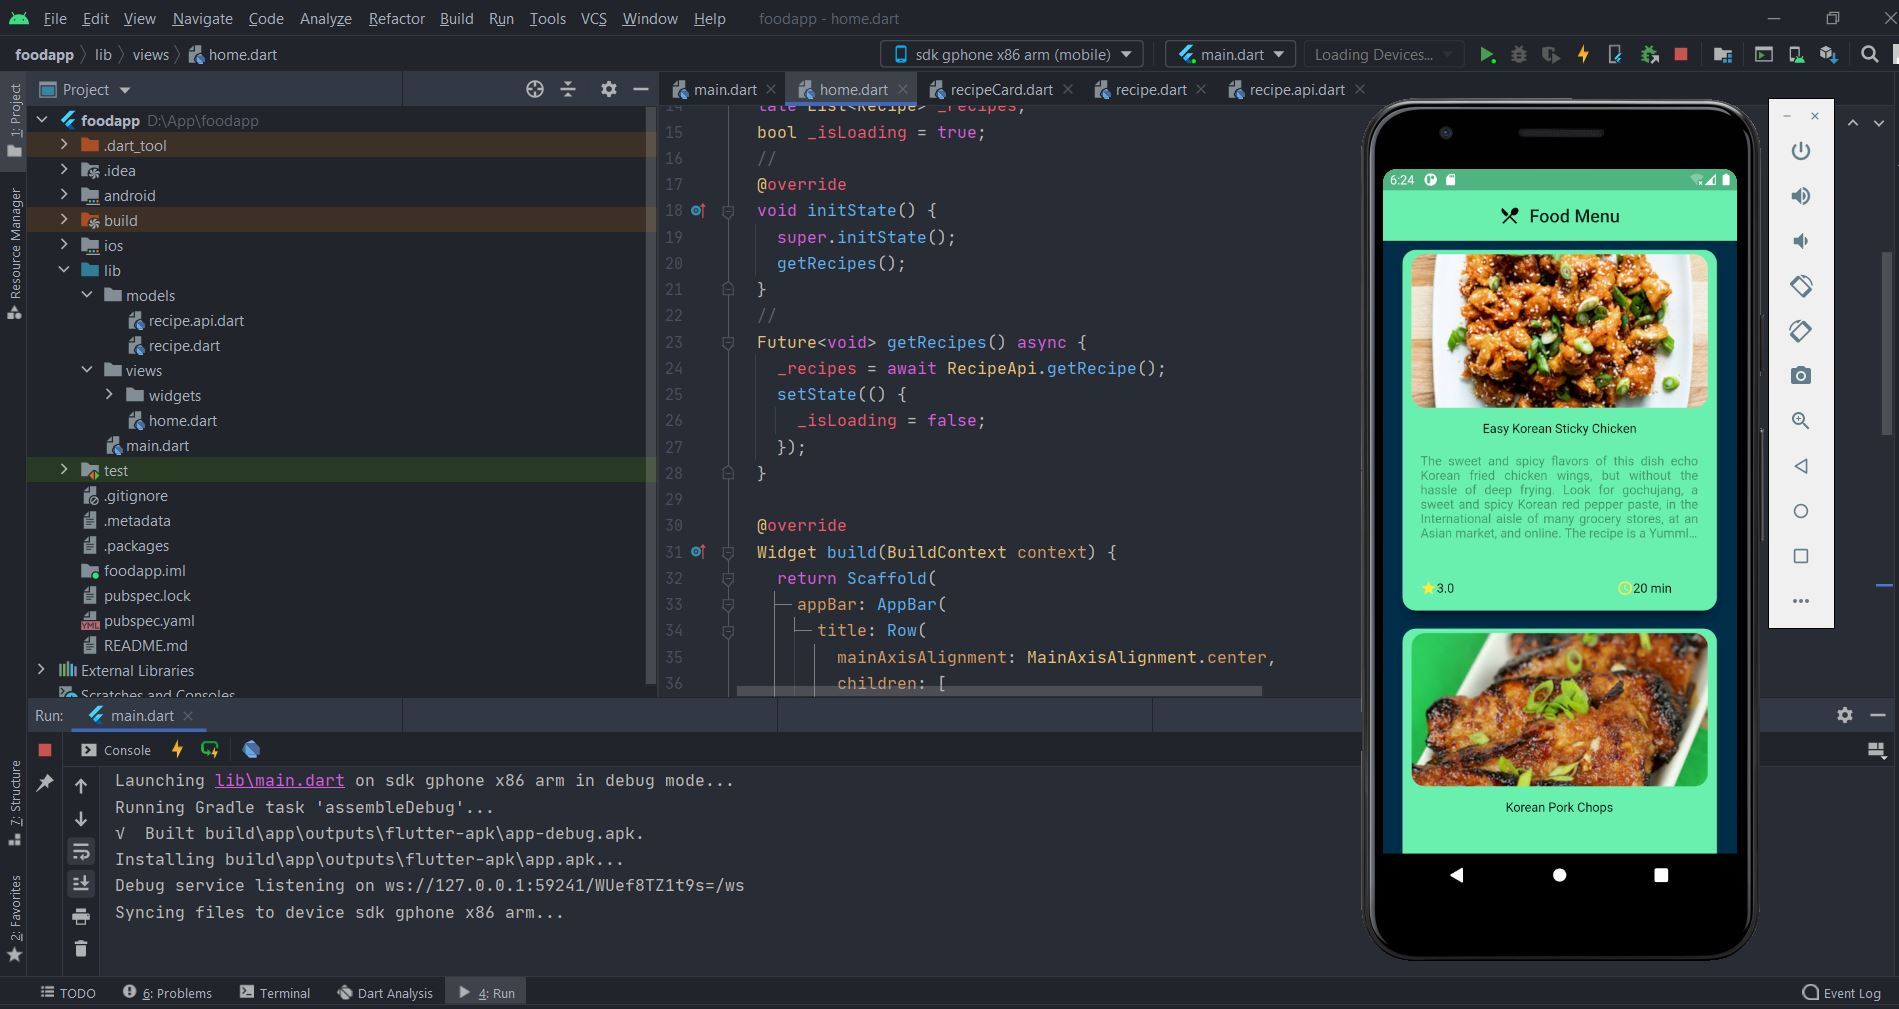 File Edit View Navigate Code Analyze Refactor Build Run Tools VCS Window Help foodapp - home.dart
foodapp lib views home.dart
sdk gphone x86 arm (mobile) main.dart Loading Devices...
1: Project
Resource Manager
7: Structure
2: Favorites
Project
foodapp D:\App\foodapp
.dart_tool
.idea
android
build
ios
lib
models
recipe.api.dart
recipe.dart
views
widgets
home.dart
main.dart
test
.gitignore
.metadata
.packages
foodapp.iml
pubspec.lock
pubspec.yaml
README.md
External Libraries
Scratches and Consoles
main.dart home.dart recipeCard.dart recipe.dart recipe.api.dart
14 late List<Recipe> _recipes;
15 bool _isLoading = true;
16 //
17 @override
18 void initState() {
19 super.initState();
20 getRecipes();
21 }
22 //
23 Future<void> getRecipes() async {
24 _recipes = await RecipeApi.getRecipe();
25 setState(() {
26 _isLoading = false;
27 });
28 }
29
30 @override
31 Widget build(BuildContext context) {
32 return Scaffold(
33 appBar: AppBar(
34 title: Row(
35 mainAxisAlignment: MainAxisAlignment.center,
36 children: [
6:24
Food Menu
Easy Korean Sticky Chicken
The sweet and spicy flavors of this dish echo
Korean fried chicken wings, but without the
hassle of deep frying. Look for gochujang, a
sweet and spicy Korean red pepper paste, in the
International aisle of many grocery stores, at an
Asian market, and online. The recipe is a Yumml...
3.0 20 min
Korean Pork Chops
Run: main.dart
Console
Launching lib\main.dart on sdk gphone x86 arm in debug mode...
Running Gradle task 'assembleDebug'...
√ Built build\app\outputs\flutter-apk\app-debug.apk.
Installing build\app\outputs\flutter-apk\app.apk...
Debug service listening on ws://127.0.0.1:59241/WUef8TZ1t9s=/ws
Syncing files to device sdk gphone x86 arm...
TODO 6: Problems Terminal Dart Analysis 4: Run Event Log